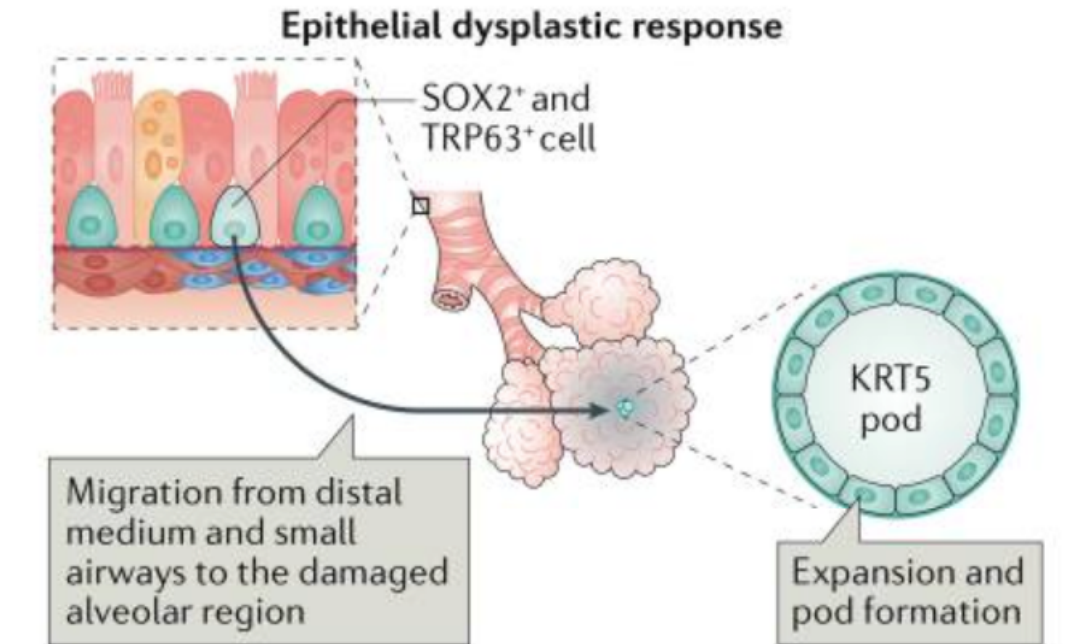 Epithelial dysplastic response
SOX2⁺ and
TRP63⁺ cell
KRT5
pod
Migration from distal
medium and small
airways to the damaged
alveolar region
Expansion and
pod formation